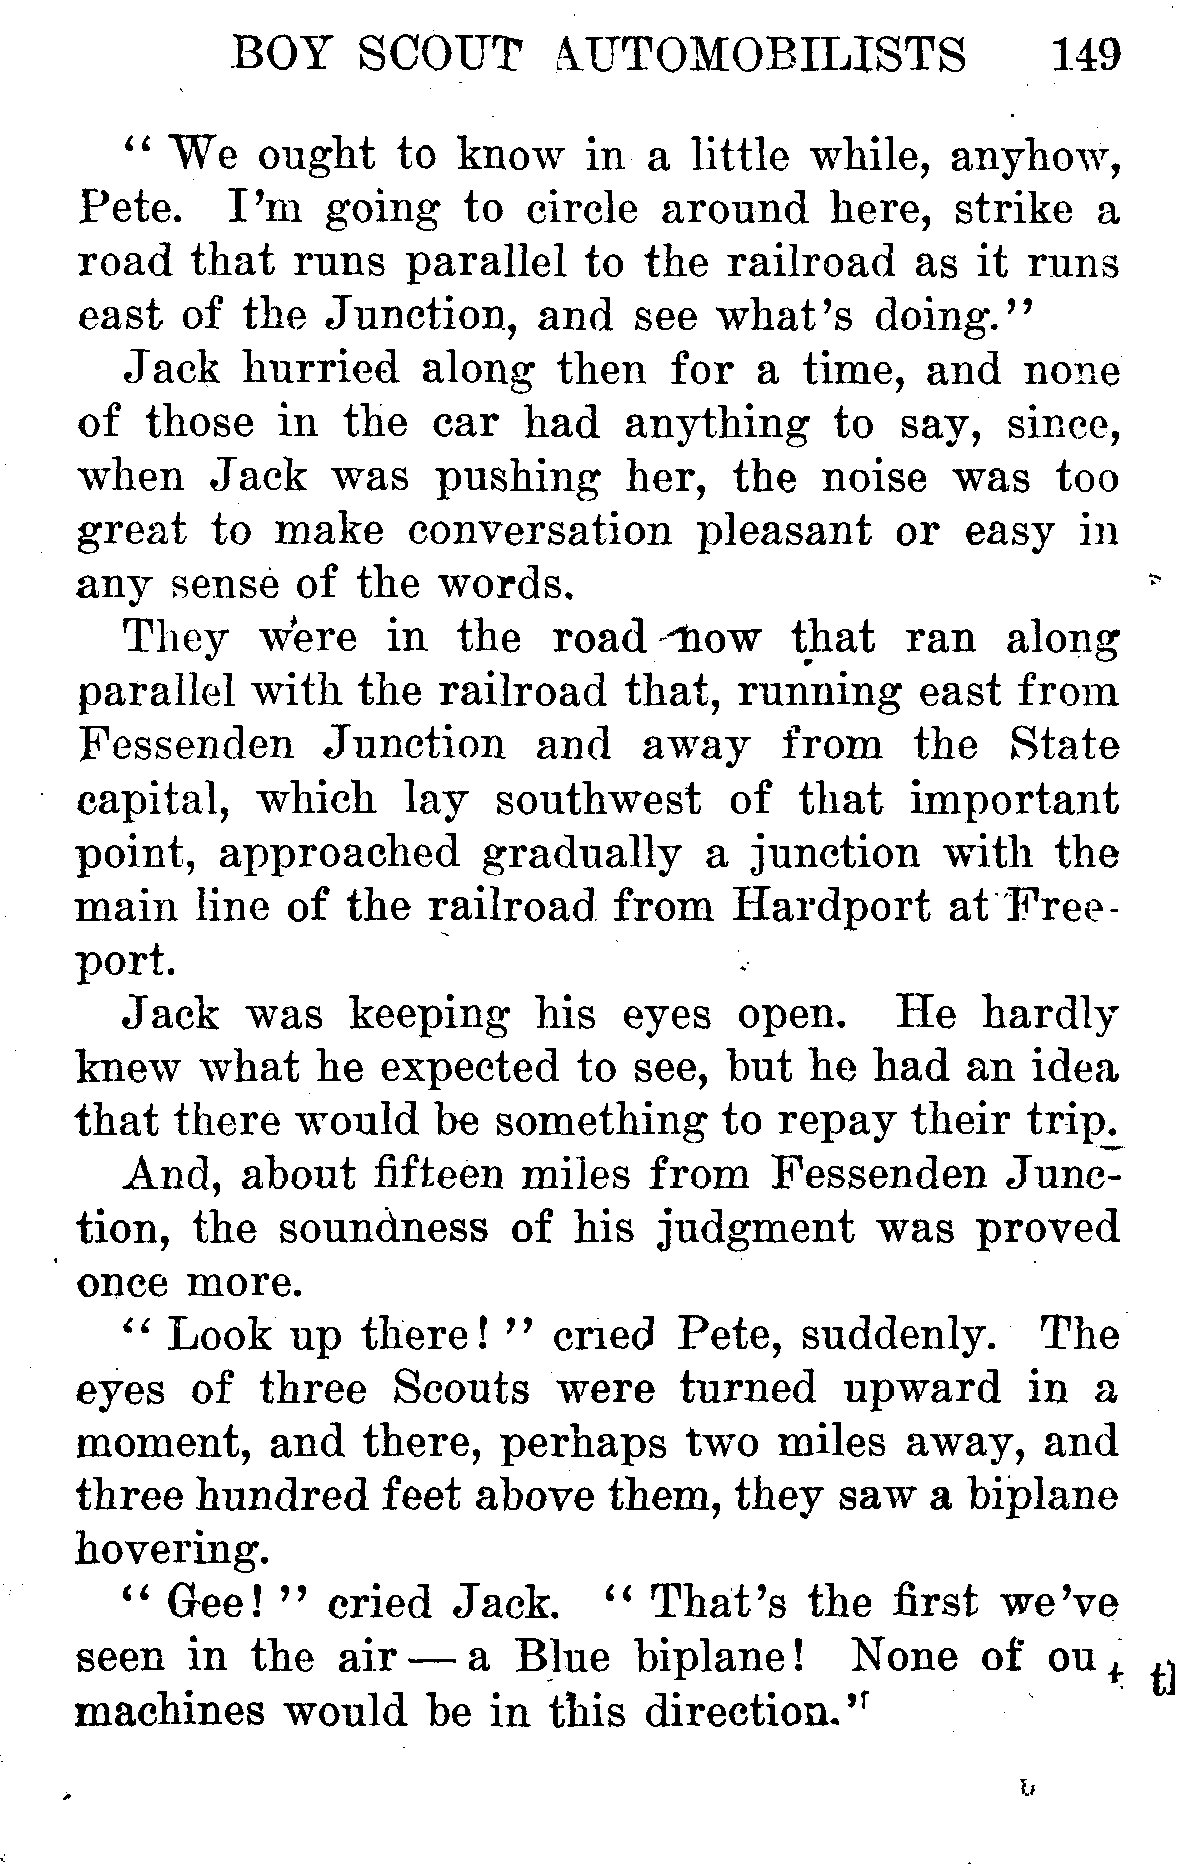 BOY SCOUT AUTOMOBILISTS 149
“ We ought to know in a little while, anyhow,
Pete. I’m going to circle around here, strike a
road that runs parallel to the railroad as it runs
east of the Junction, and see what’s doing.”
Jack hurried along then for a time, and none
of those in the car had anything to say, since,
when Jack was pushing her, the noise was too
great to make conversation pleasant or easy in
any sense of the words.
They were in the road now that ran along
parallel with the railroad that, running east from
Fessenden Junction and away from the State
capital, which lay southwest of that important
point, approached gradually a junction with the
main line of the railroad from Hardport at Free-
port.
Jack was keeping his eyes open. He hardly
knew what he expected to see, but he had an idea
that there would be something to repay their trip.
And, about fifteen miles from Fessenden Junc-
tion, the soundness of his judgment was proved
once more.
“ Look up there! ” cried Pete, suddenly. The
eyes of three Scouts were turned upward in a
moment, and there, perhaps two miles away, and
three hundred feet above them, they saw a biplane
hovering.
“ Gee! ” cried Jack. “ That’s the first we’ve
seen in the air — a Blue biplane! None of
machines would be in this direction.”